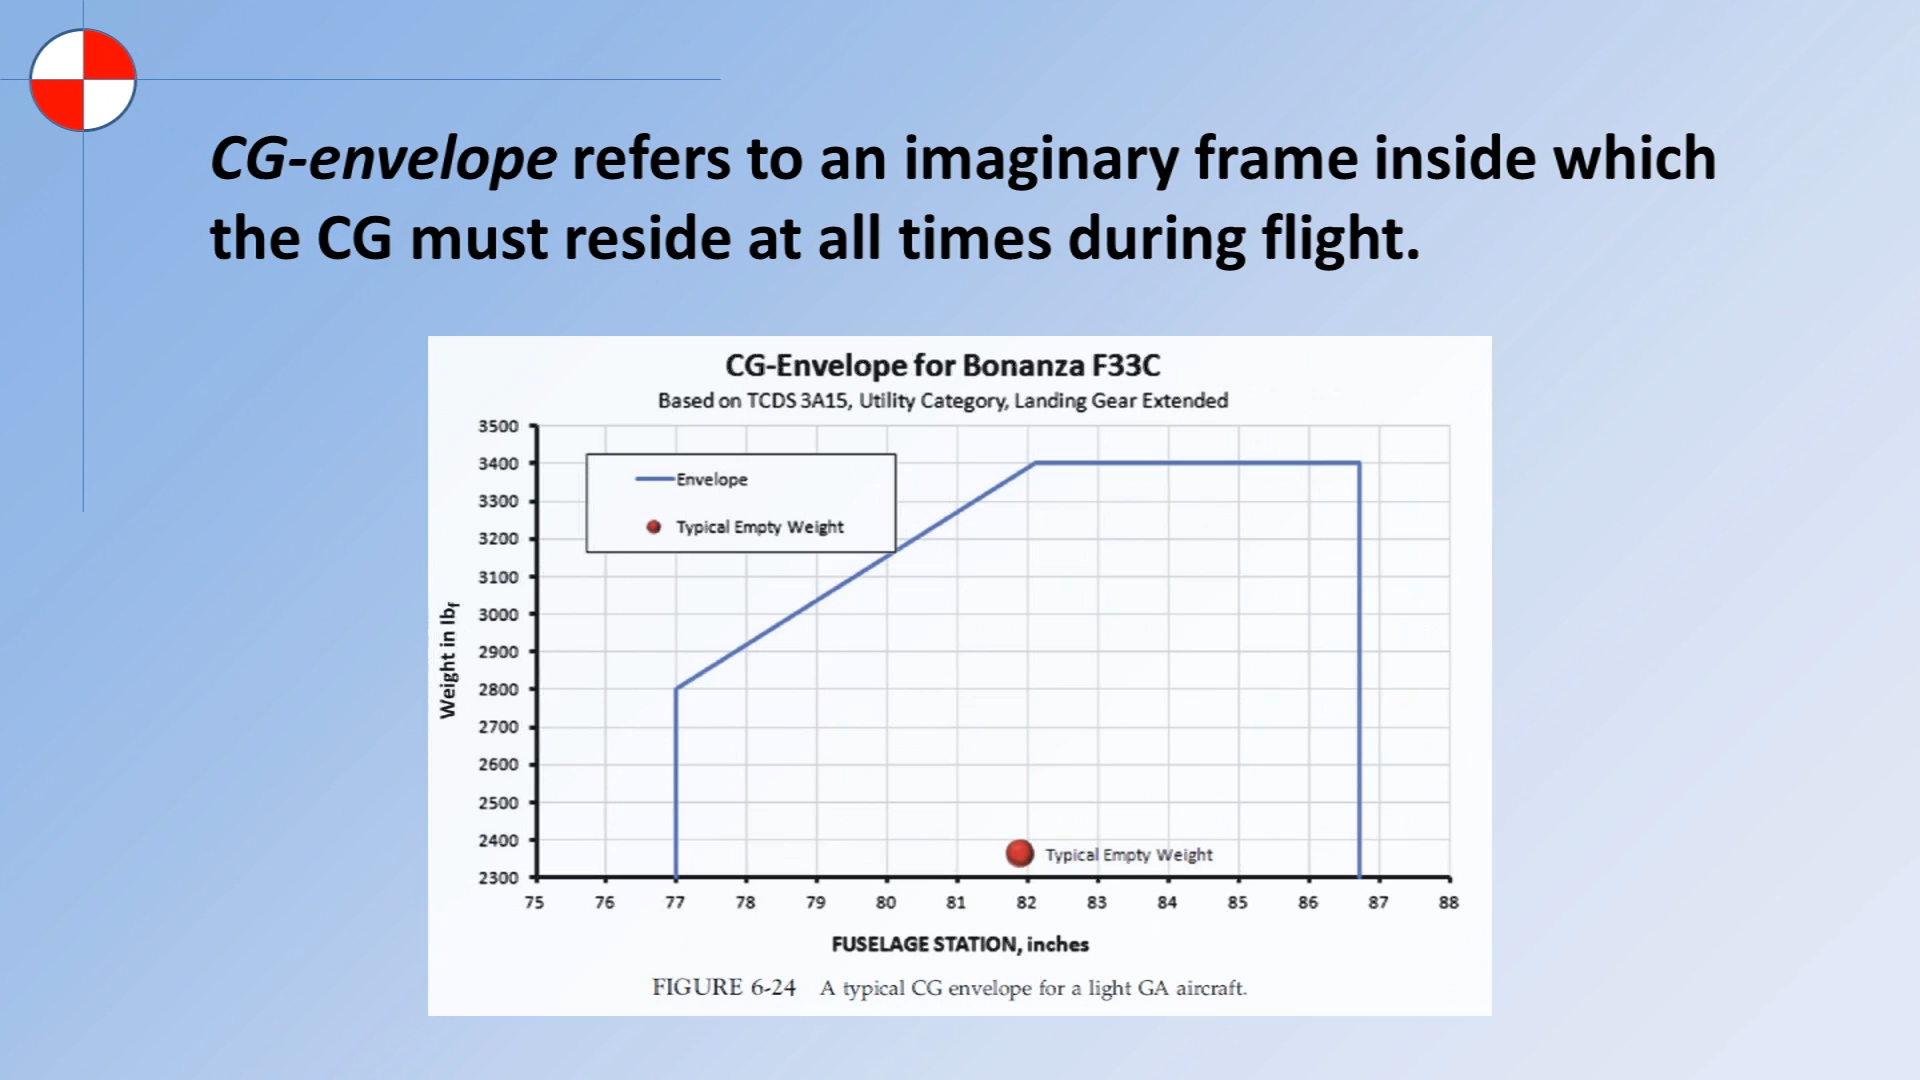 CG-envelope refers to an imaginary frame inside which
the CG must reside at all times during flight.
CG-Envelope for Bonanza F33C
Based on TCDS 3A15, Utility Category, Landing Gear Extended
3500
3400
3300
3200
3100
3000
2900
2800
2700
2600
2500
2400
2300
Weight in lbf
Envelope
Typical Empty Weight
Typical Empty Weight
75 76 77 78 79 80 81 82 83 84 85 86 87 88
FUSELAGE STATION, inches
FIGURE 6-24 A typical CG envelope for a light GA aircraft.